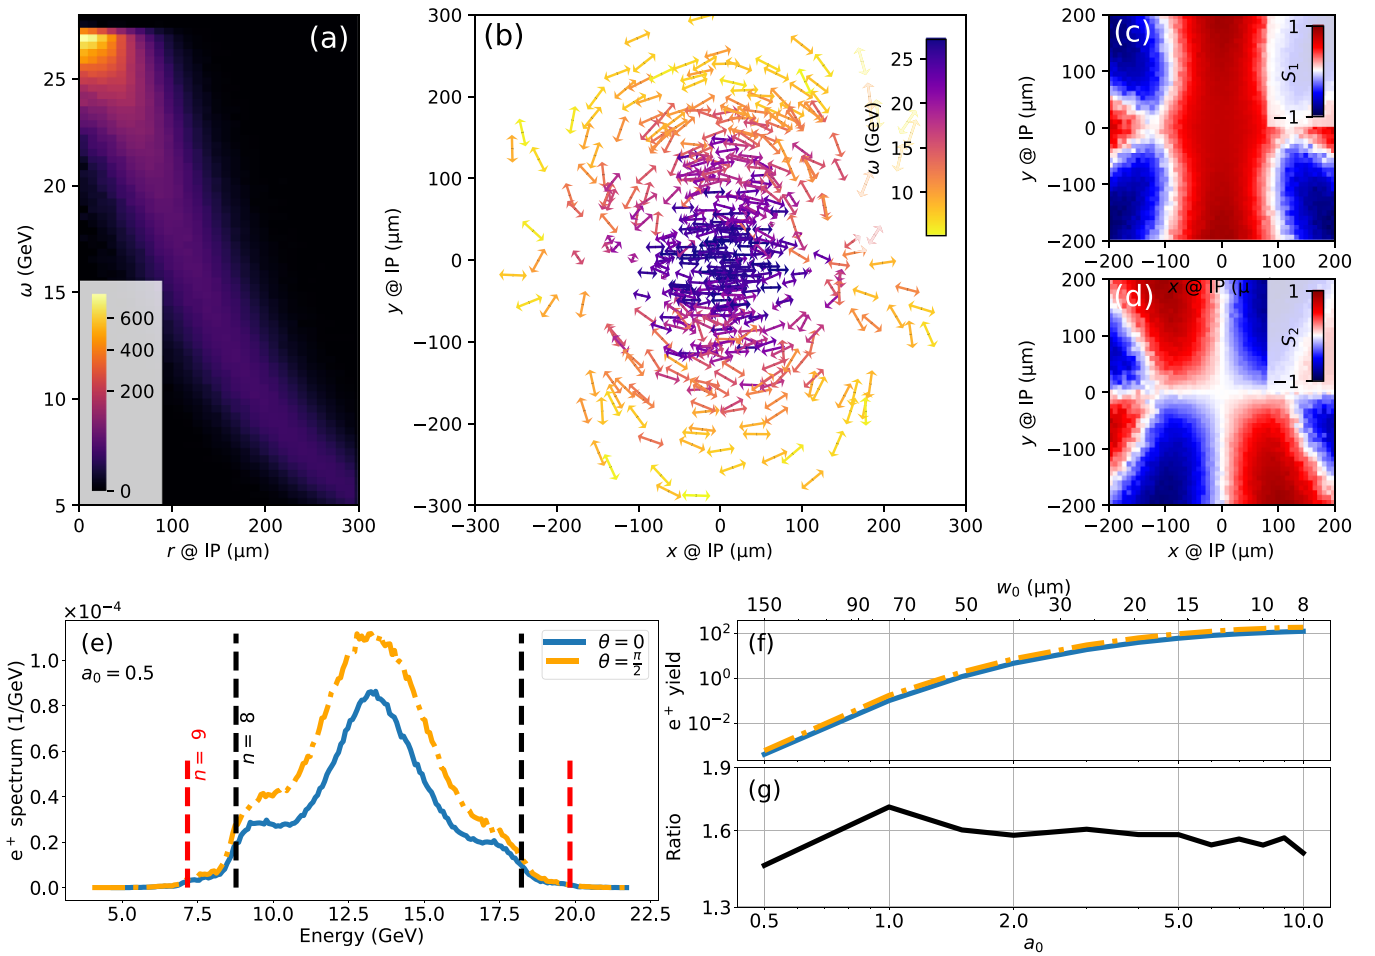 (a)
25
20
15
10
5
ω (GeV)
600
400
200
0
0 100 200 300
r @ IP (μm)
(b)
300
200
100
0
−100
−200
−300
y @ IP (μm)
25
20
15
10
ω (GeV)
−300 −200 −100 0 100 200 300
x @ IP (μm)
(c)
200
100
0
−100
−200
y @ IP (μm)
1
S1
−1
−200 −100 0 100 200
x @ IP (μ
(d)
200
100
0
−100
−200
y @ IP (μm)
1
S2
−1
−200 −100 0 100 200
x @ IP (μm)
×10−4
(e)
a0 = 0.5
1.0
0.8
0.6
0.4
0.2
0.0
e+ spectrum (1/GeV)
n = 9
n = 8
θ = 0
θ = π/2
5.0 7.5 10.0 12.5 15.0 17.5 20.0 22.5
Energy (GeV)
w0 (μm)
150 90 70 50 30 20 15 10 8
(f)
10²
10⁰
10−2
e+ yield
(g)
1.9
1.6
1.3
Ratio
0.5 1.0 2.0 5.0 10.0
a0